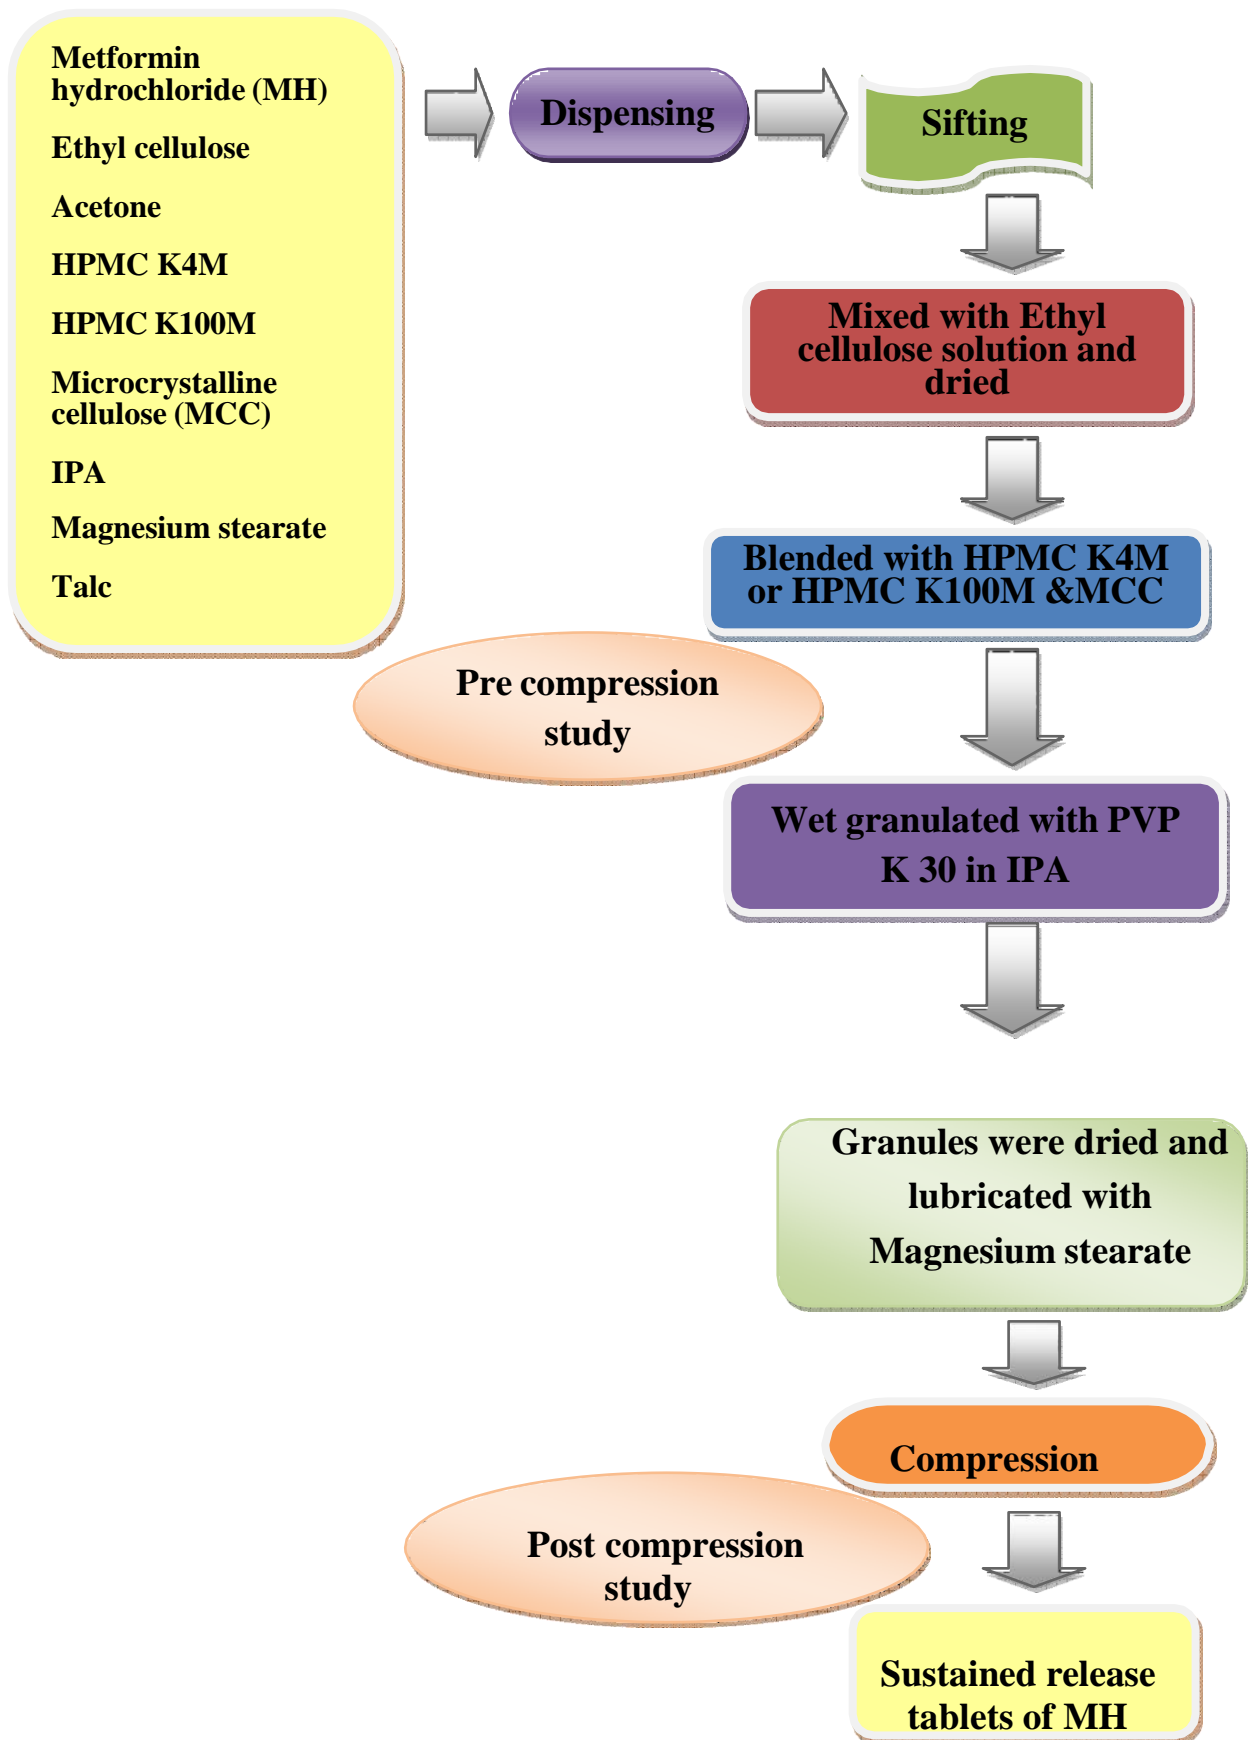 Metformin
hydrochloride (MH)
Ethyl cellulose
Acetone
HPMC K4M
HPMC K100M
Microcrystalline
cellulose (MCC)
IPA
Magnesium stearate
Talc
Dispensing
Sifting
Mixed with Ethyl
cellulose solution and
dried
Blended with HPMC K4M
or HPMC K100M &MCC
Pre compression
study
Wet granulated with PVP
K 30 in IPA
Granules were dried and
lubricated with
Magnesium stearate
Compression
Post compression
study
Sustained release
tablets of MH